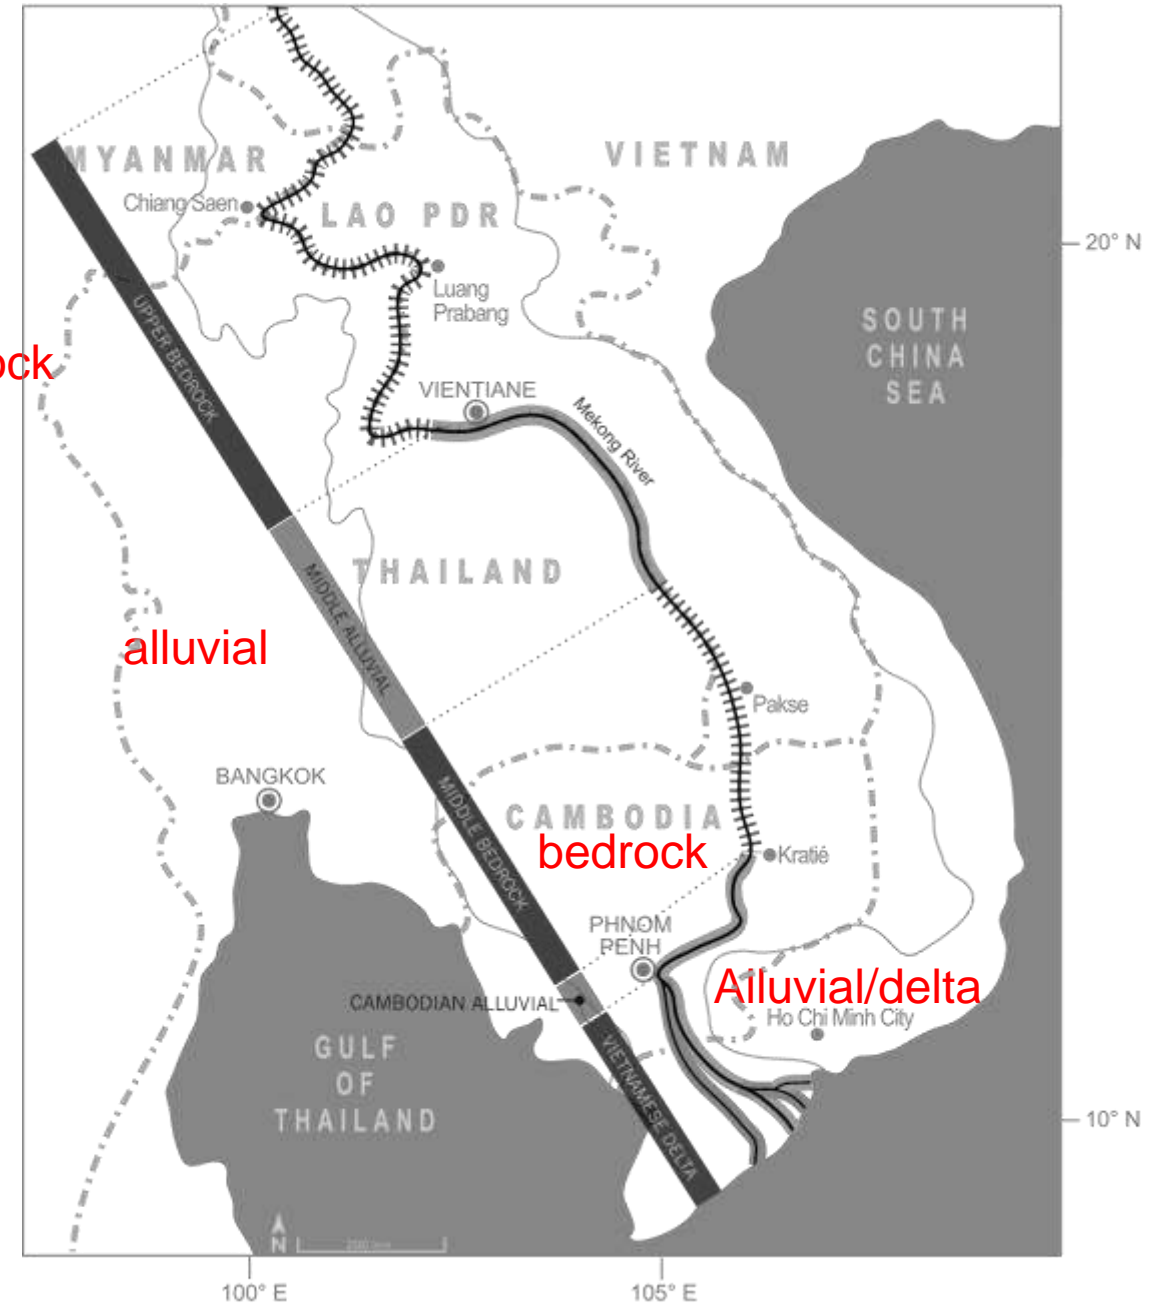 MYANMAR
VIETNAM
Chiang Saen
LAO PDR
20° N
Luang
Prabang
UPPER BEDROCK
SOUTH
CHINA
SEA
ock
VIENTIANE
Mekong River
THAILAND
MIDDLE ALLUVIAL
alluvial
Pakse
BANGKOK
MIDDLE BEDROCK
CAMBODIA
bedrock
Kratié
PHNOM
PENH
Alluvial/delta
CAMBODIAN ALLUVIAL
Ho Chi Minh City
GULF
OF
THAILAND
VIETNAMESE DELTA
10° N
N
100° E
105° E